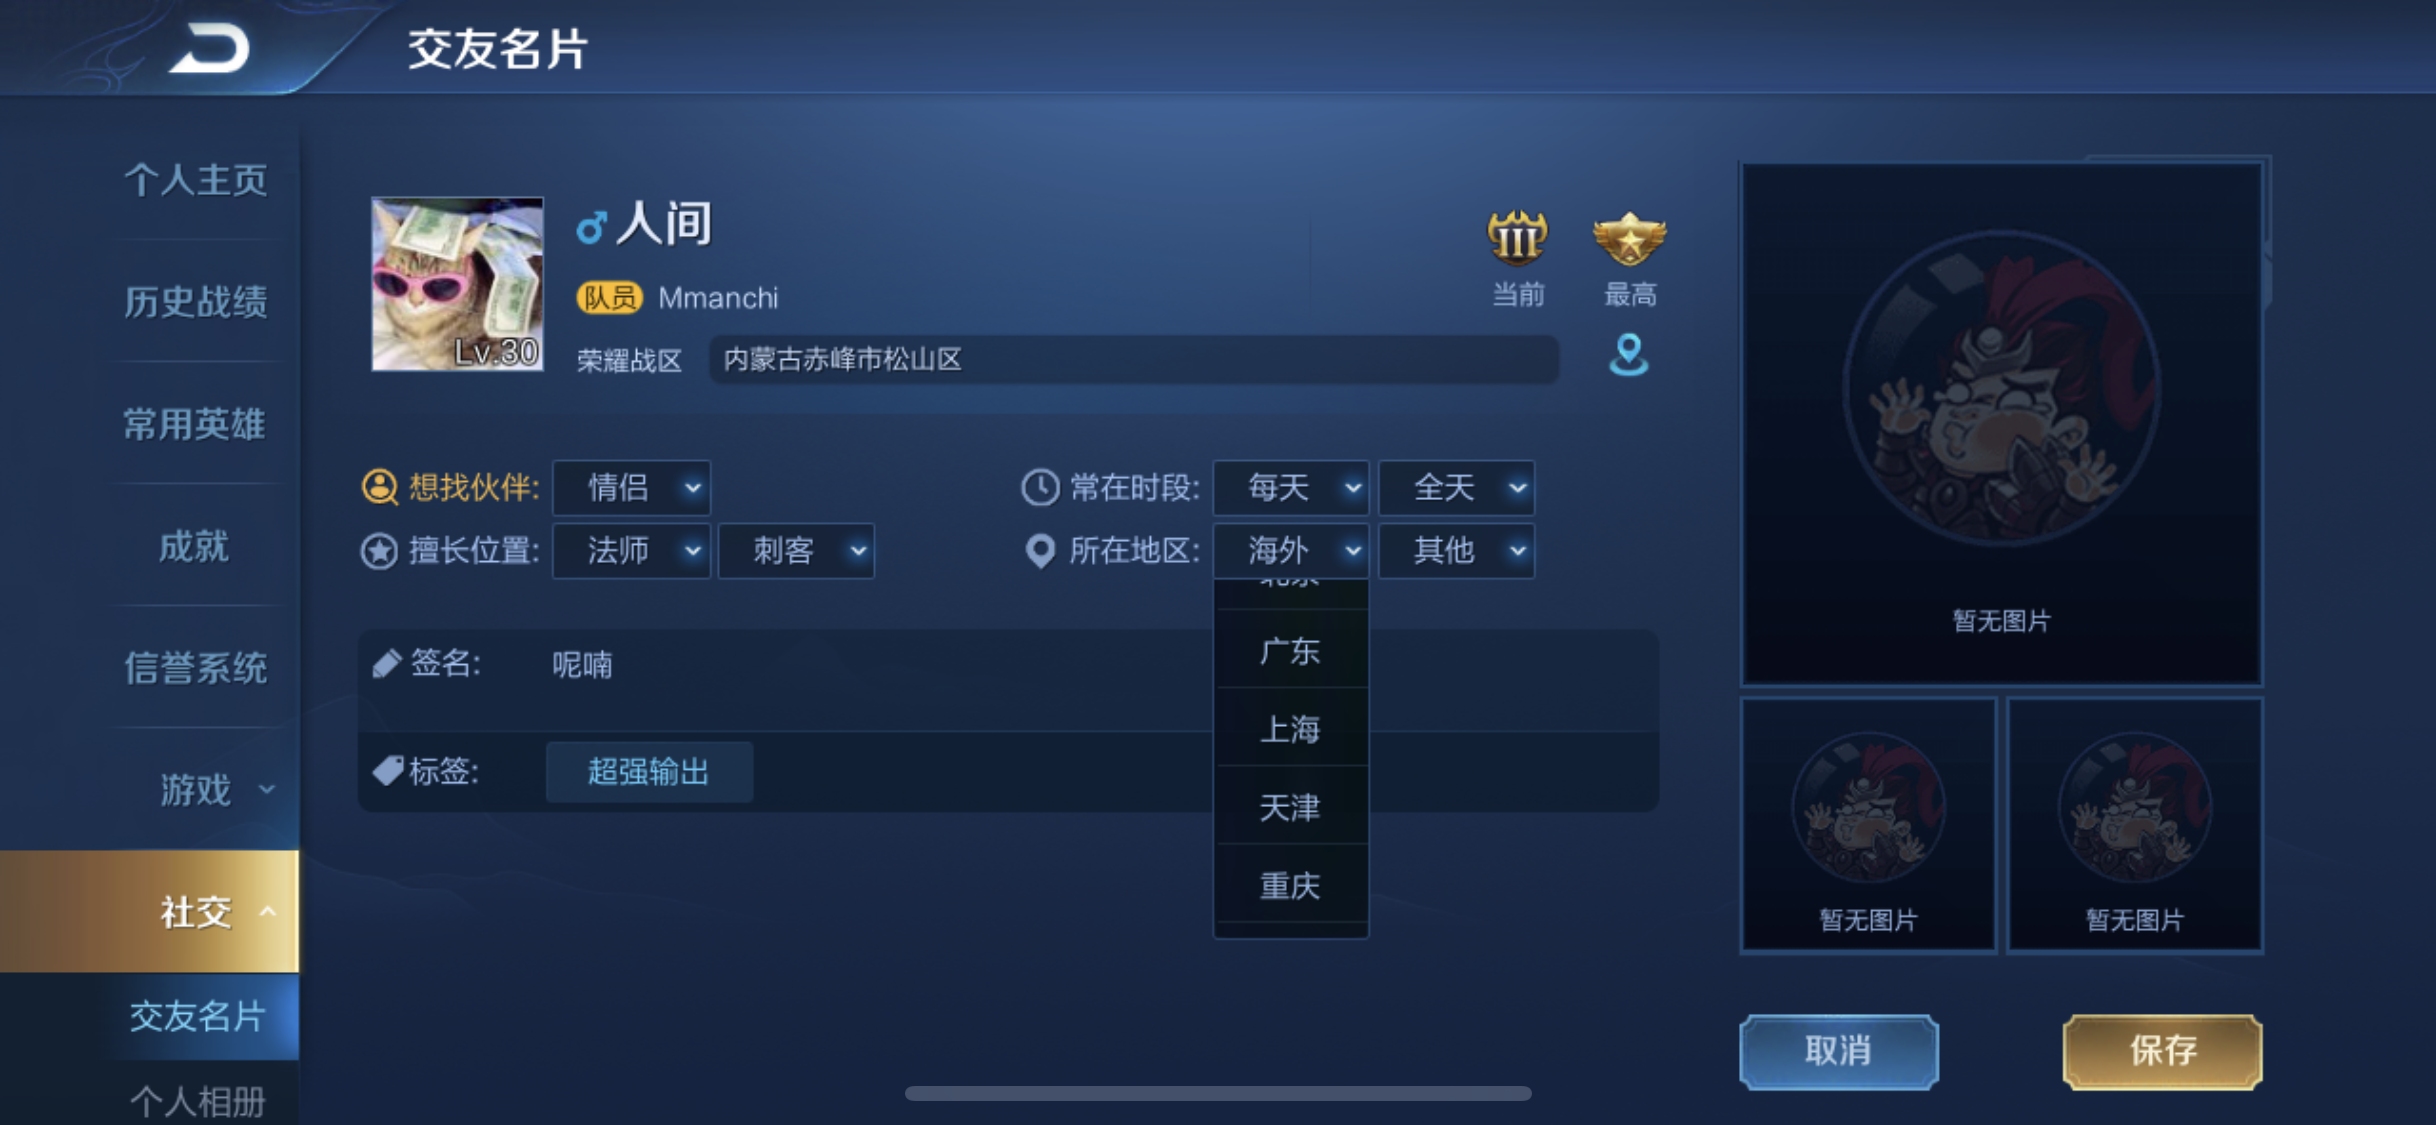 交友名片
个人主页
历史战绩
常用英雄
成就
信誉系统
游戏
社交
交友名片
个人相册
Lv.30
人间
队员 Mmanchi
荣耀战区 内蒙古赤峰市松山区
III
当前 最高
想找伙伴: 情侣
常在时段: 每天 全天
擅长位置: 法师 刺客
所在地区: 海外 其他
北京
广东
上海
天津
重庆
签名: 呢喃
标签: 超强输出
暂无图片
暂无图片 暂无图片
取消 保存